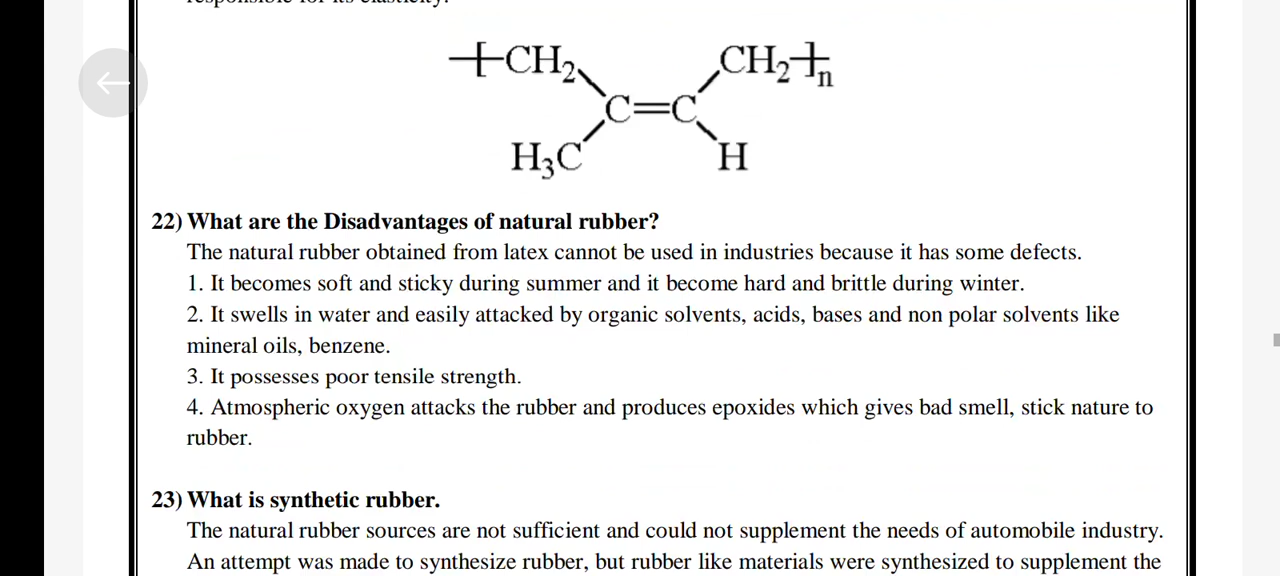 responsible for its elasticity.
CH2 CH2 n
C=C
H3C H
22) What are the Disadvantages of natural rubber?
The natural rubber obtained from latex cannot be used in industries because it has some defects.
1. It becomes soft and sticky during summer and it become hard and brittle during winter.
2. It swells in water and easily attacked by organic solvents, acids, bases and non polar solvents like
mineral oils, benzene.
3. It possesses poor tensile strength.
4. Atmospheric oxygen attacks the rubber and produces epoxides which gives bad smell, stick nature to
rubber.
23) What is synthetic rubber.
The natural rubber sources are not sufficient and could not supplement the needs of automobile industry.
An attempt was made to synthesize rubber, but rubber like materials were synthesized to supplement the